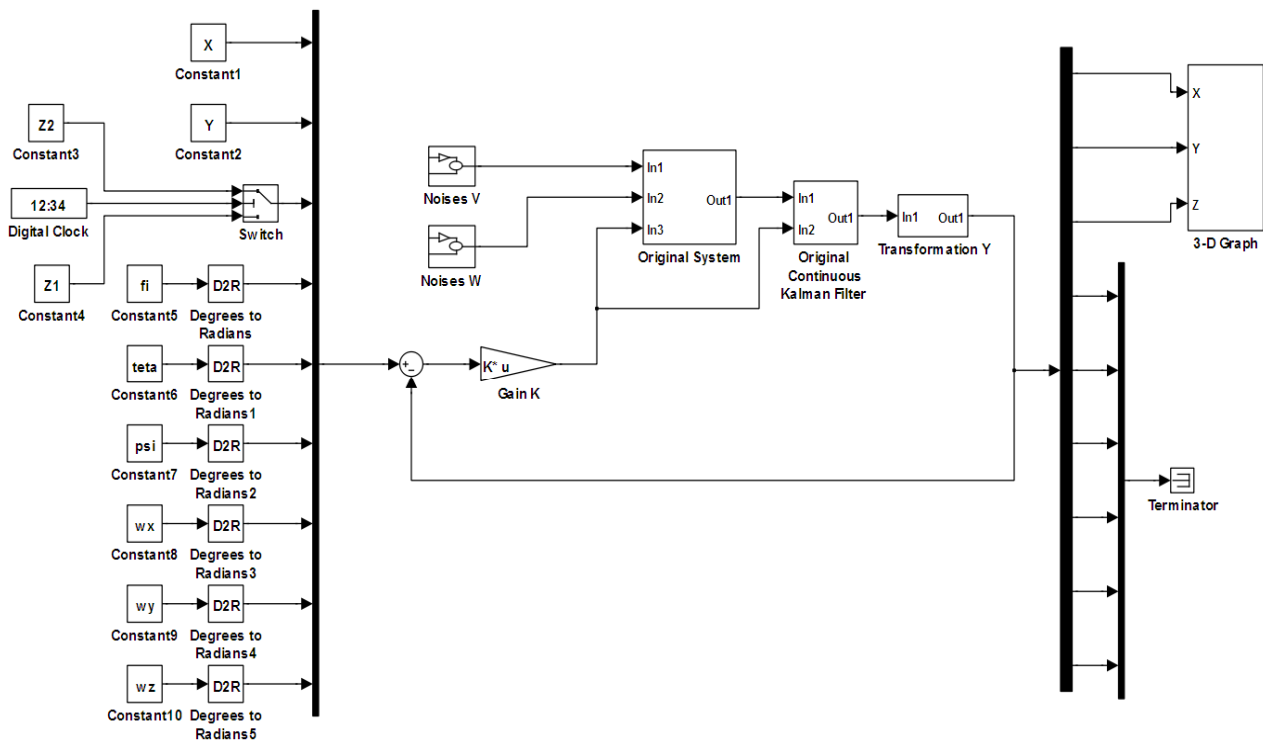 X
Constant1
Z2
Constant3
Y
Constant2
12:34
Digital Clock
Switch
Z1
Constant4
fi
Constant5
D2R
Degrees to
Radians
teta
Constant6
D2R
Degrees to
Radians1
psi
Constant7
D2R
Degrees to
Radians2
wx
Constant8
D2R
Degrees to
Radians3
wy
Constant9
D2R
Degrees to
Radians4
wz
Constant10
D2R
Degrees to
Radians5
+
−
K* u
Gain K
Noises V
Noises W
In1
In2
In3
Out1
Original System
In1
In2
Out1
Original
Continuous
Kalman Filter
In1
Out1
Transformation Y
X
Y
Z
3-D Graph
Terminator